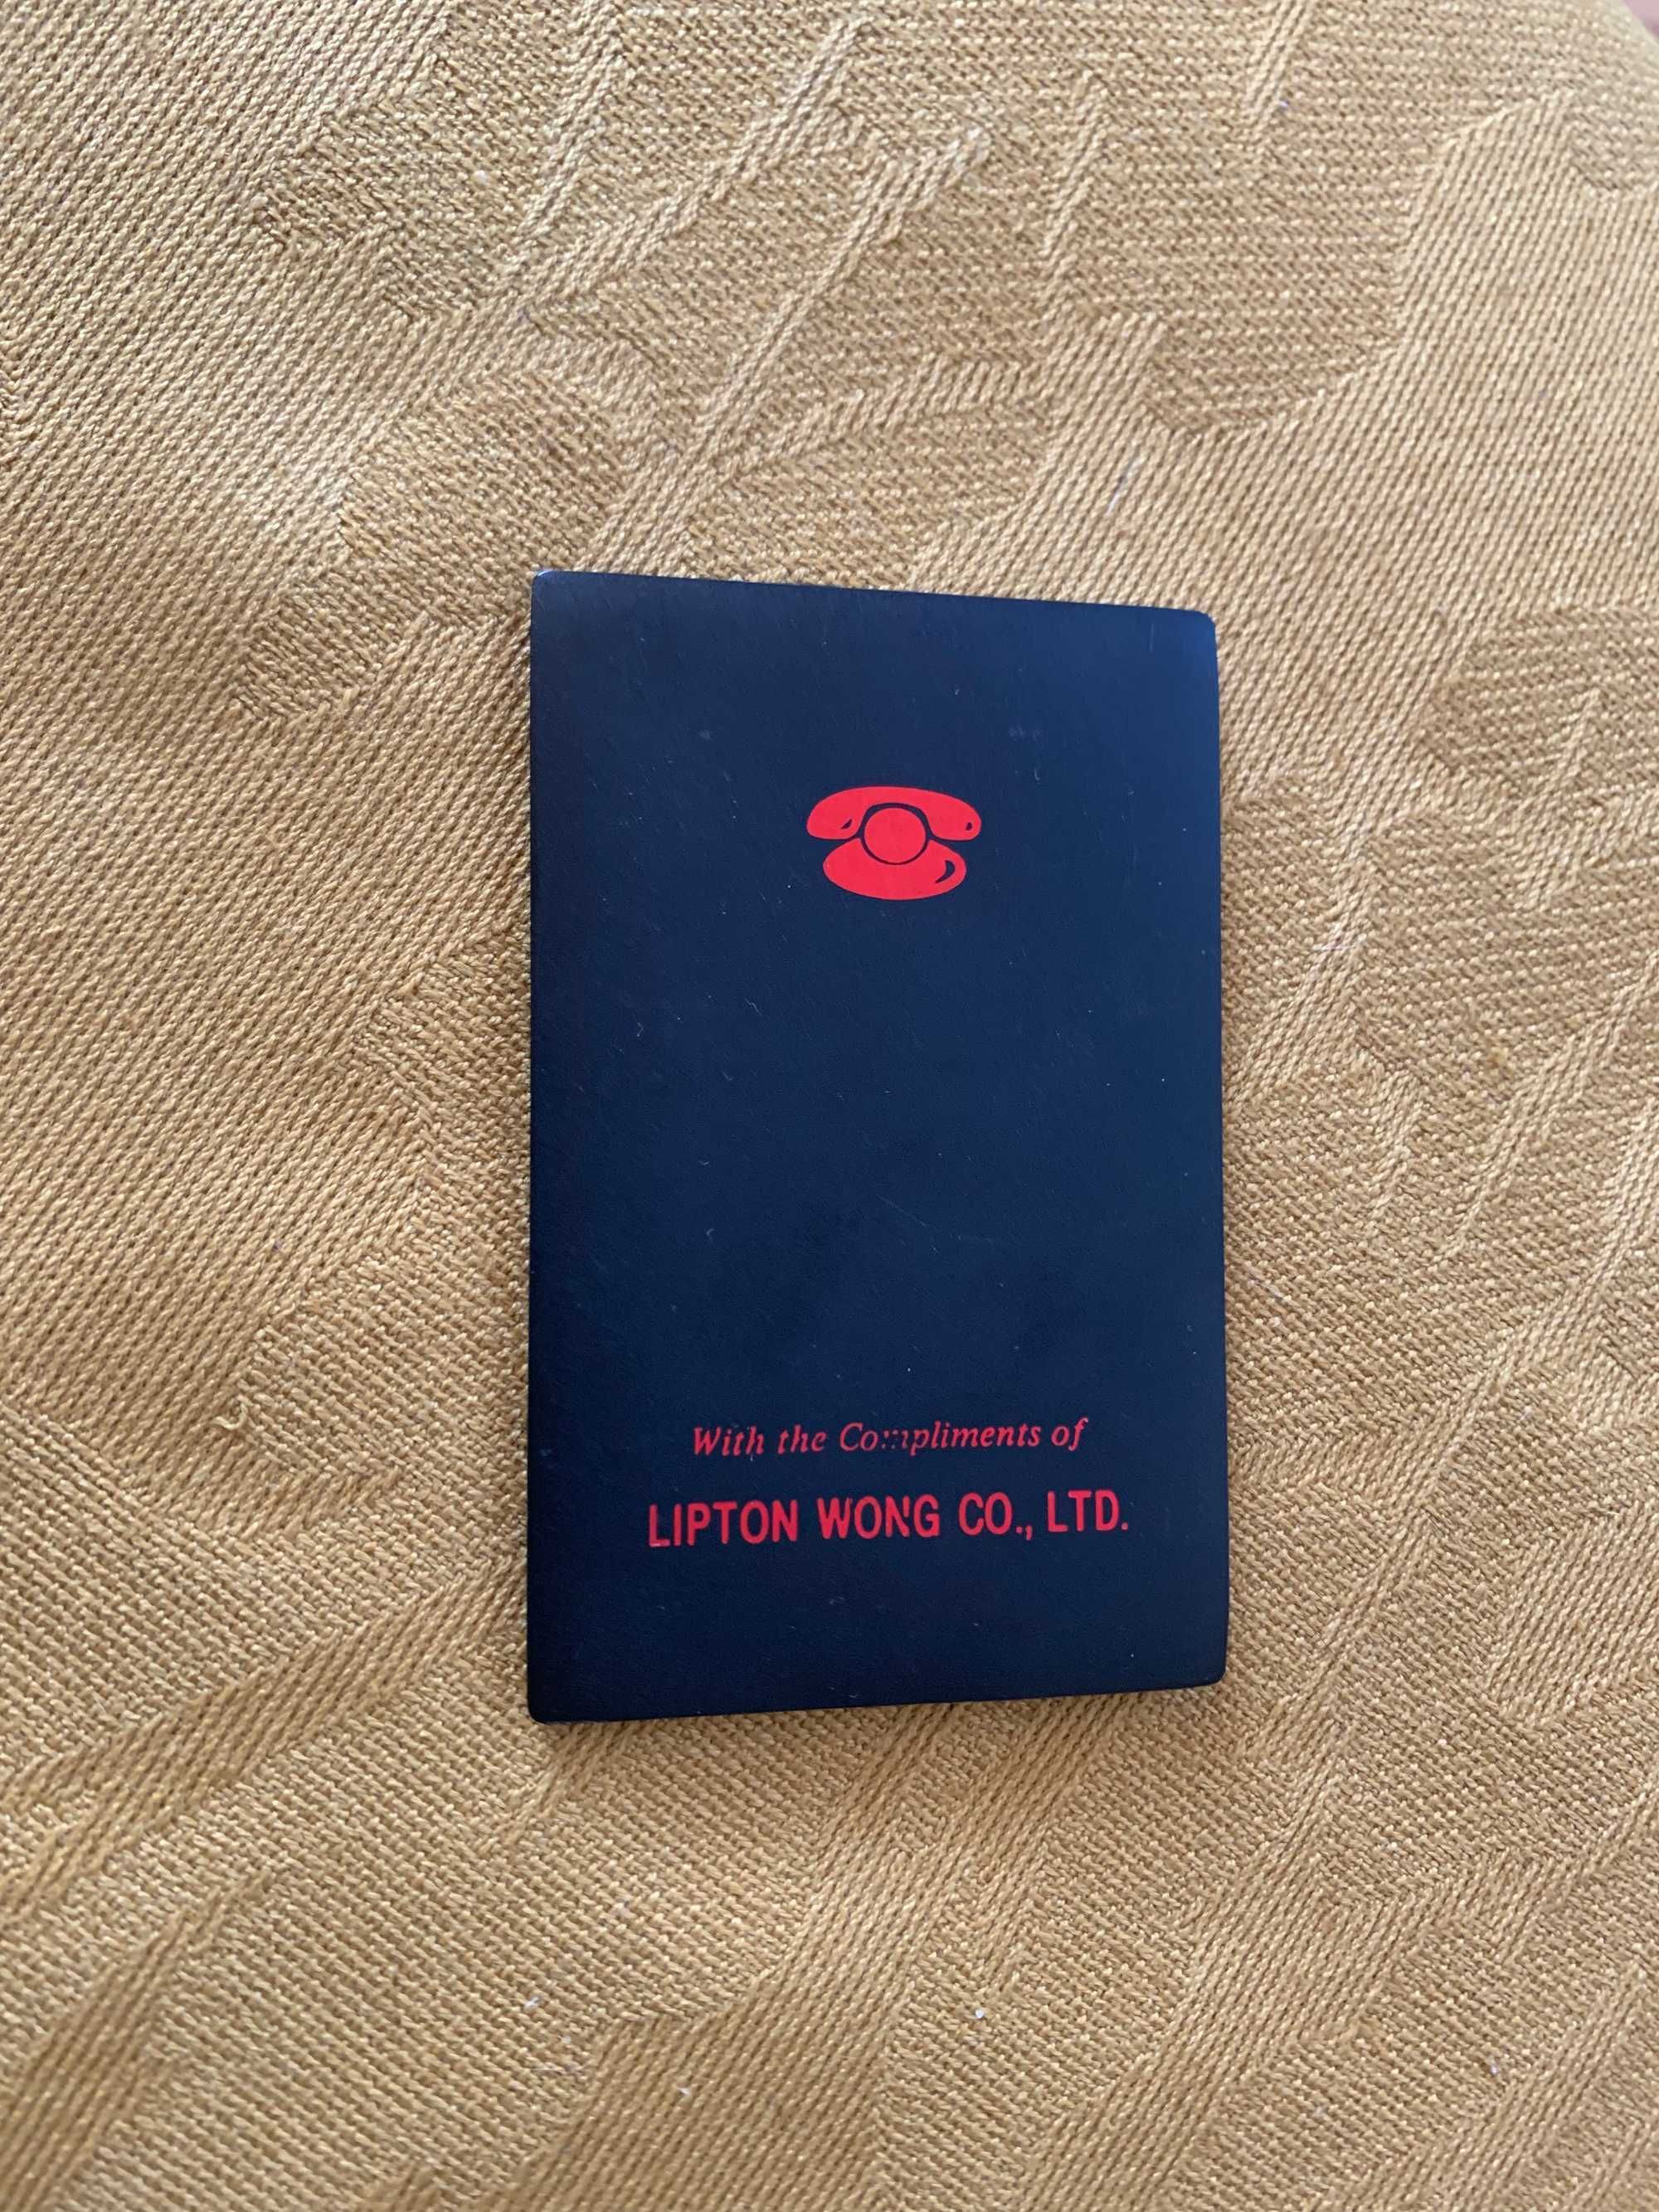 With the Compliments of
LIPTON WONG CO., LTD.